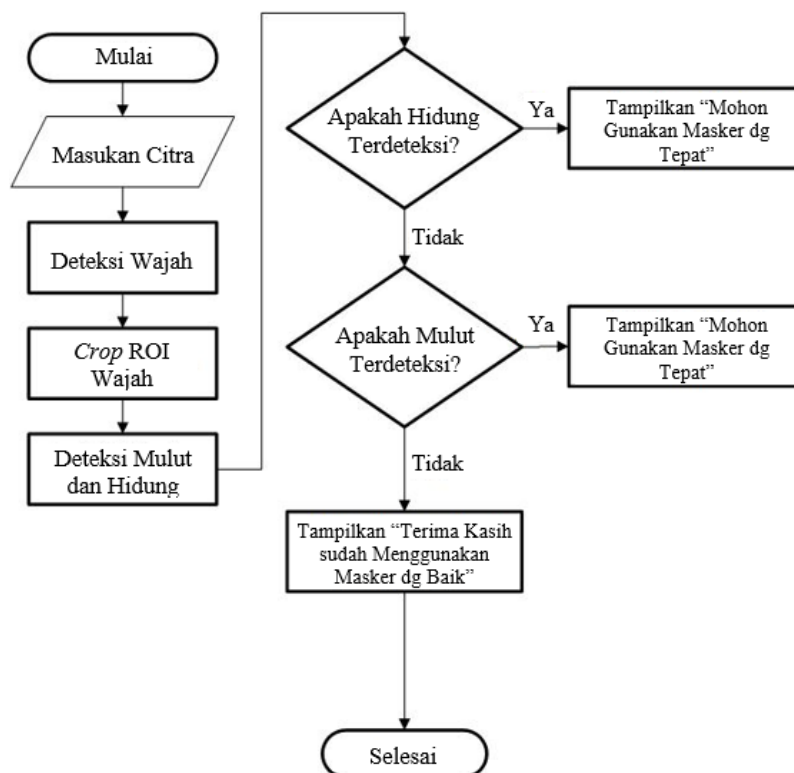 Mulai
Masukan Citra
Deteksi Wajah
Crop ROI
Wajah
Deteksi Mulut
dan Hidung
Apakah Hidung
Terdeteksi?
Ya
Tampilkan “Mohon
Gunakan Masker dg
Tepat”
Tidak
Apakah Mulut
Terdeteksi?
Ya
Tampilkan “Mohon
Gunakan Masker dg
Tepat”
Tidak
Tampilkan “Terima Kasih
sudah Menggunakan
Masker dg Baik”
Selesai